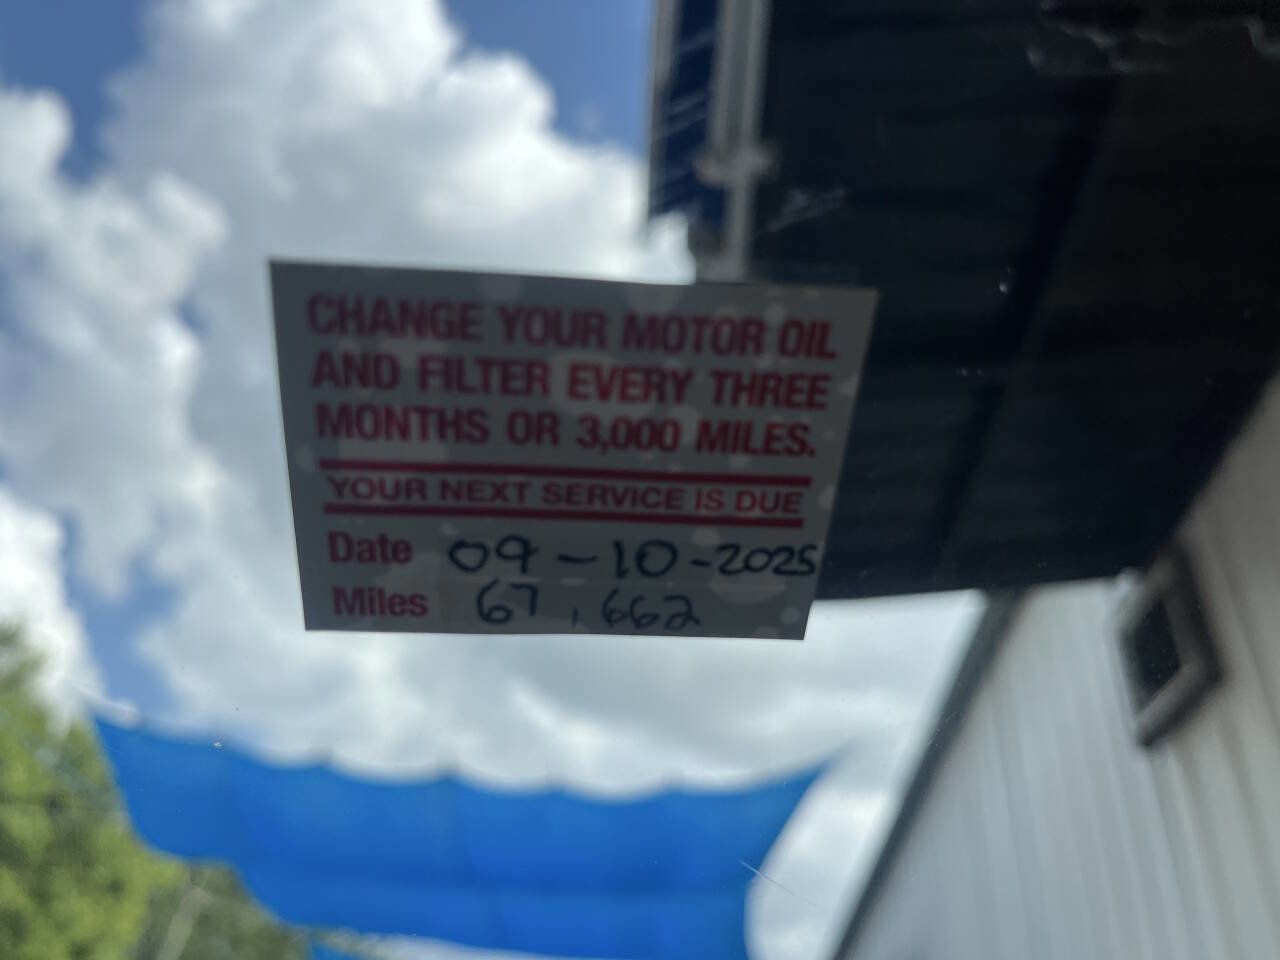 CHANGE YOUR MOTOR OIL
AND FILTER EVERY THREE
MONTHS OR 3,000 MILES.
YOUR NEXT SERVICE IS DUE
Date 09-10-2025
Miles 67,662